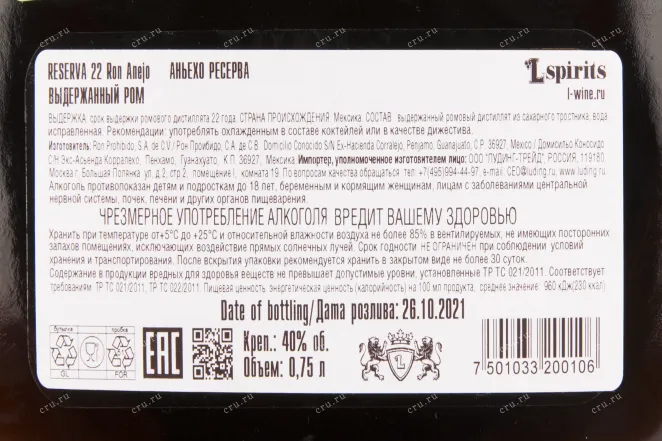 RESERVA 22 Ron Anejo АНЬЕХО РЕСЕРВА
ВЫДЕРЖАННЫЙ РОМ
L spirits
l-wine.ru
ВЫДЕРЖКА: срок выдержки ромового дистиллята 22 года. СТРАНА ПРОИСХОЖДЕНИЯ: Мексика. СОСТАВ: выдержанный ромовый дистиллят из сахарного тростника, вода
исправленная. Рекомендации: употреблять охлажденным в составе коктейлей или в качестве дижестива.
Изготовитель: Ron Prohibido, S.A. de C.V./ Рон Проибидо, С.А. де С.В. Domicilio Conocido S/N Ex-Hacienda Corralejo, Penjamo, Guanajuato, C.P. 36927, Mexico / Домисильо Коносидо
С/Н Экс-Асьенда Корралехо, Пенхамо, Гуанахуато К.П. 36927, Мексика Импортер, уполномоченное изготовителем лицо: ООО "ЛУДИНГ-ТРЕЙД", РОССИЯ, 119180,
Москва г, Большая Полянка ул, д 2, стр 2, помещение I, комната 19. По вопросам качества обращаться: тел. +7(495)994-44-97, e-mail: CEO@luding.ru, www.luding.ru
Алкоголь противопоказан детям и подросткам до 18 лет, беременным и кормящим женщинам, лицам с заболеваниями центральной
нервной системы, почек, печени и других органов пищеварения.
ЧРЕЗМЕРНОЕ УПОТРЕБЛЕНИЕ АЛКОГОЛЯ ВРЕДИТ ВАШЕМУ ЗДОРОВЬЮ
Хранить при температуре от+5°С до +25°С и относительной влажности воздуха не более 85% в вентилируемых, не имеющих посторонних
запахов помещениях, исключающих воздействие прямых солнечных лучей. Срок годности НЕ ОГРАНИЧЕН при соблюдении условий
хранения и транспортирования. После вскрытия упаковки рекомендуется хранить в закрытом виде не более 30 суток.
Содержание в продукции вредных для здоровья веществ не превышает допустимые уровни, установленные ТР ТС 021/2011. Соответствует
требованиям: ТР ТС 021/2011, ТР ТС 022/2011. Пищевая ценность, энергетическая ценность (калорийность) на 100 мл продукта, среднее значение: 960 кДж(230 ккал)
Date of bottling/Дата розлива: 26.10.2021
бутылка пробка
GL FOR
EAC
Креп.: 40% об.
Объем: 0,75 л
L
7 501033 200106
cru.ru